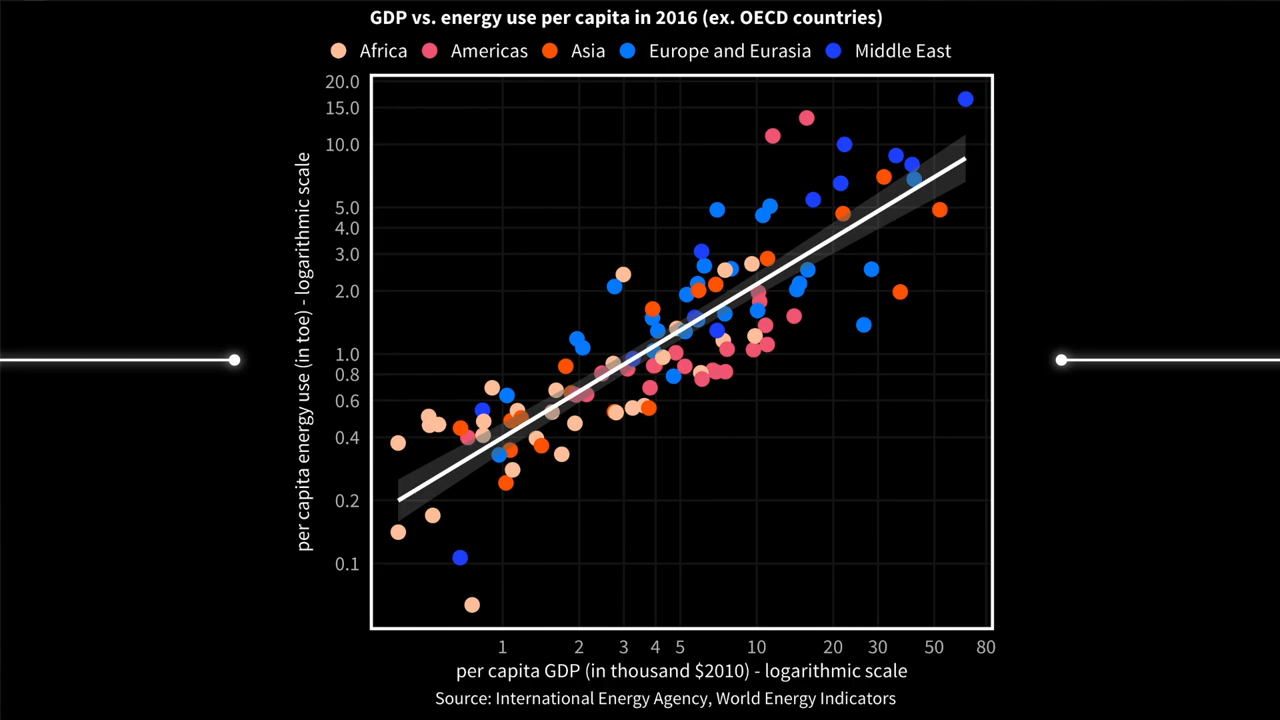 GDP vs. energy use per capita in 2016 (ex. OECD countries)
Africa Americas Asia Europe and Eurasia Middle East
per capita energy use (in toe) - logarithmic scale
20.0
15.0
10.0
5.0
4.0
3.0
2.0
1.0
0.8
0.6
0.4
0.2
0.1
1 2 3 4 5 10 20 30 50 80
per capita GDP (in thousand $2010) - logarithmic scale
Source: International Energy Agency, World Energy Indicators